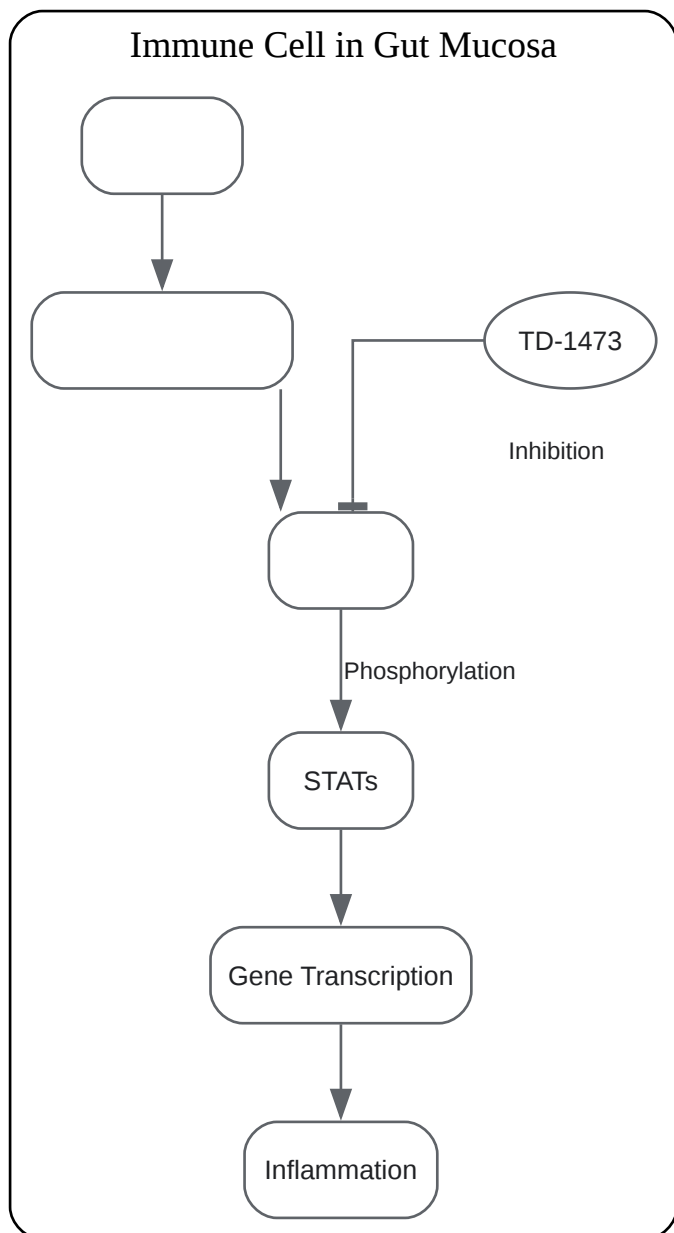 Immune Cell in Gut Mucosa
TD-1473
Inhibition
Phosphorylation
STATs
Gene Transcription
Inflammation